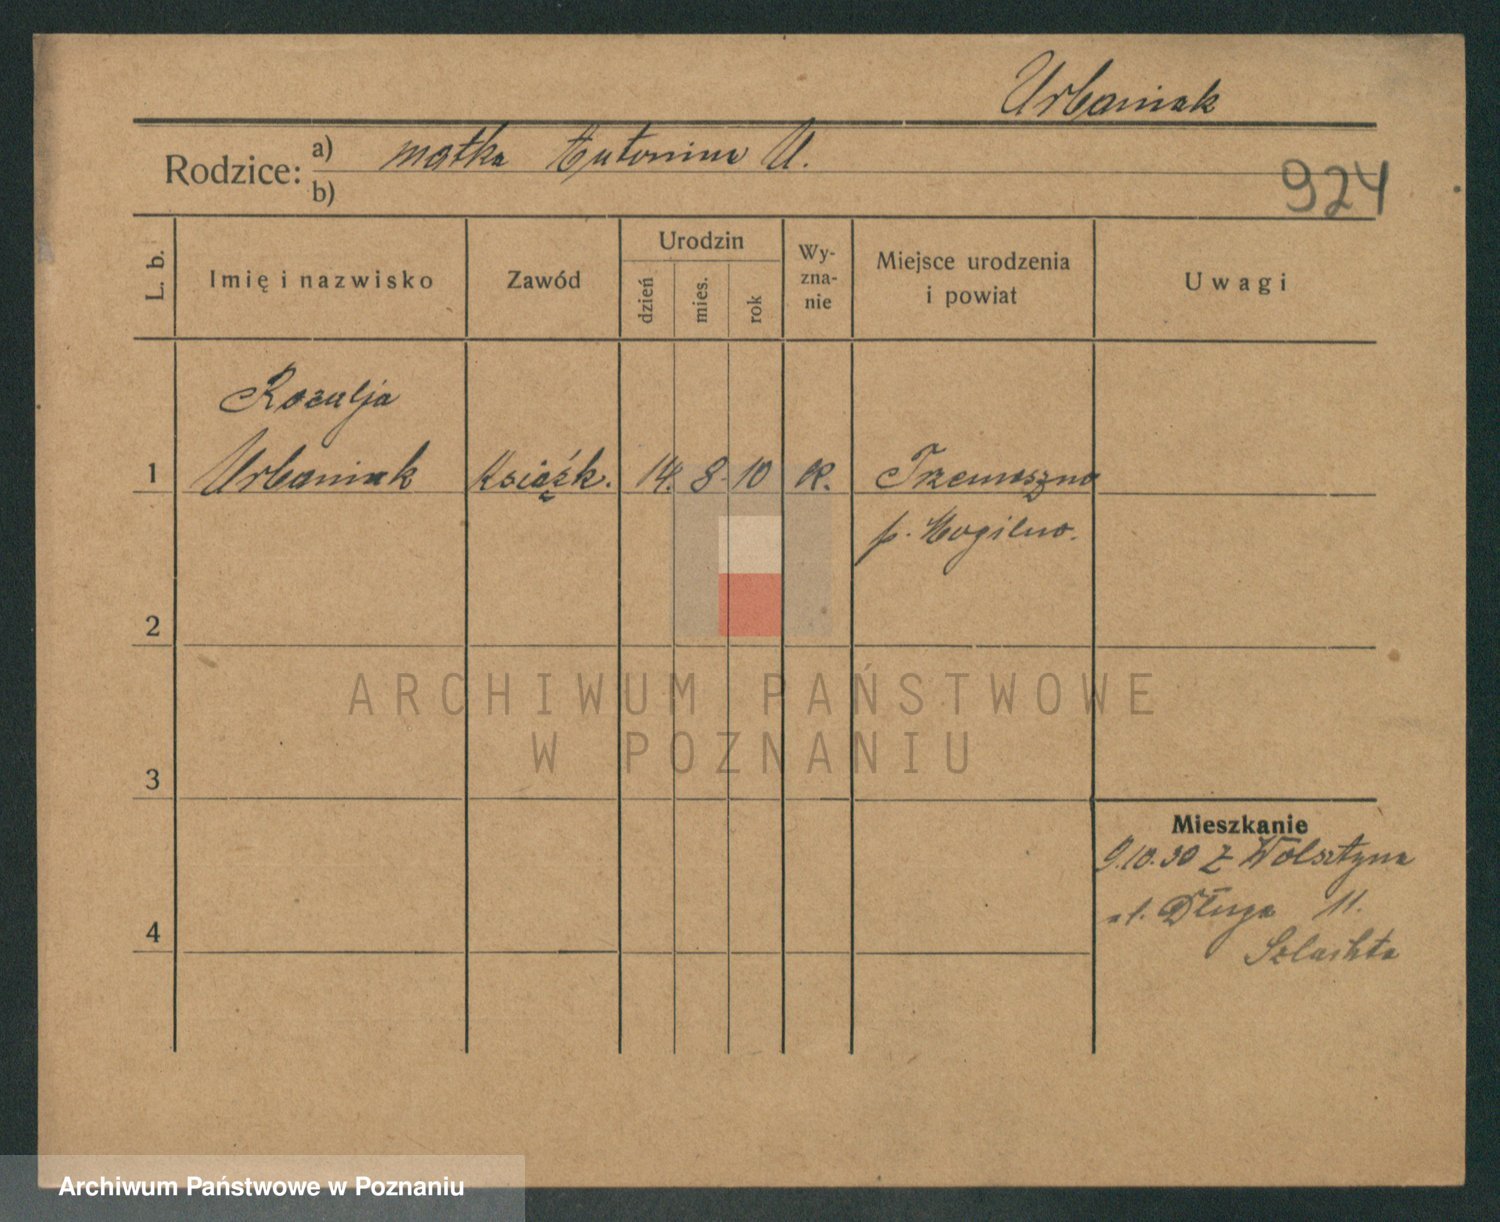 Urbaniak
Rodzice: a) matka Antonina U.
b)
924
L. b.
Imię i nazwisko
Zawód
Urodzin
dzień
mies.
rok
Wy-
zna-
nie
Miejsce urodzenia
i powiat
Uwagi
Rozalja
1 Urbaniak Książk. 14. 8. 10 K. Trzemeszno
p. Mogilno.
2
ARCHIWUM PAŃSTWOWE
W POZNANIU
3
Mieszkanie
9.10.30 z Wolsztyna
ul. Długa 11.
4
Szlachta
Archiwum Państwowe w Poznaniu